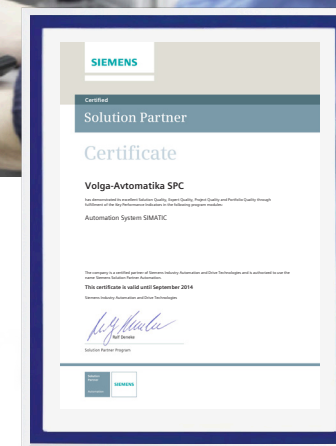 SIEMENS
Certified
Solution Partner
Certificate
Volga-Avtomatika SPC
has demonstrated its excellent Solution Quality, Expert Quality, Project Quality and Portfolio Quality through
fulfillment of the Key Performance Indicators in the following program modules:
Automation System SIMATIC
The company is a certified partner of Siemens Industry Automation and Drive Technologies and is authorized to use the
name Siemens Solution Partner Automation.
This certificate is valid until September 2014
Siemens Industry Automation and Drive Technologies
Ralf
Solution Partner Program
Solution
Partner
Automation
SIEMENS